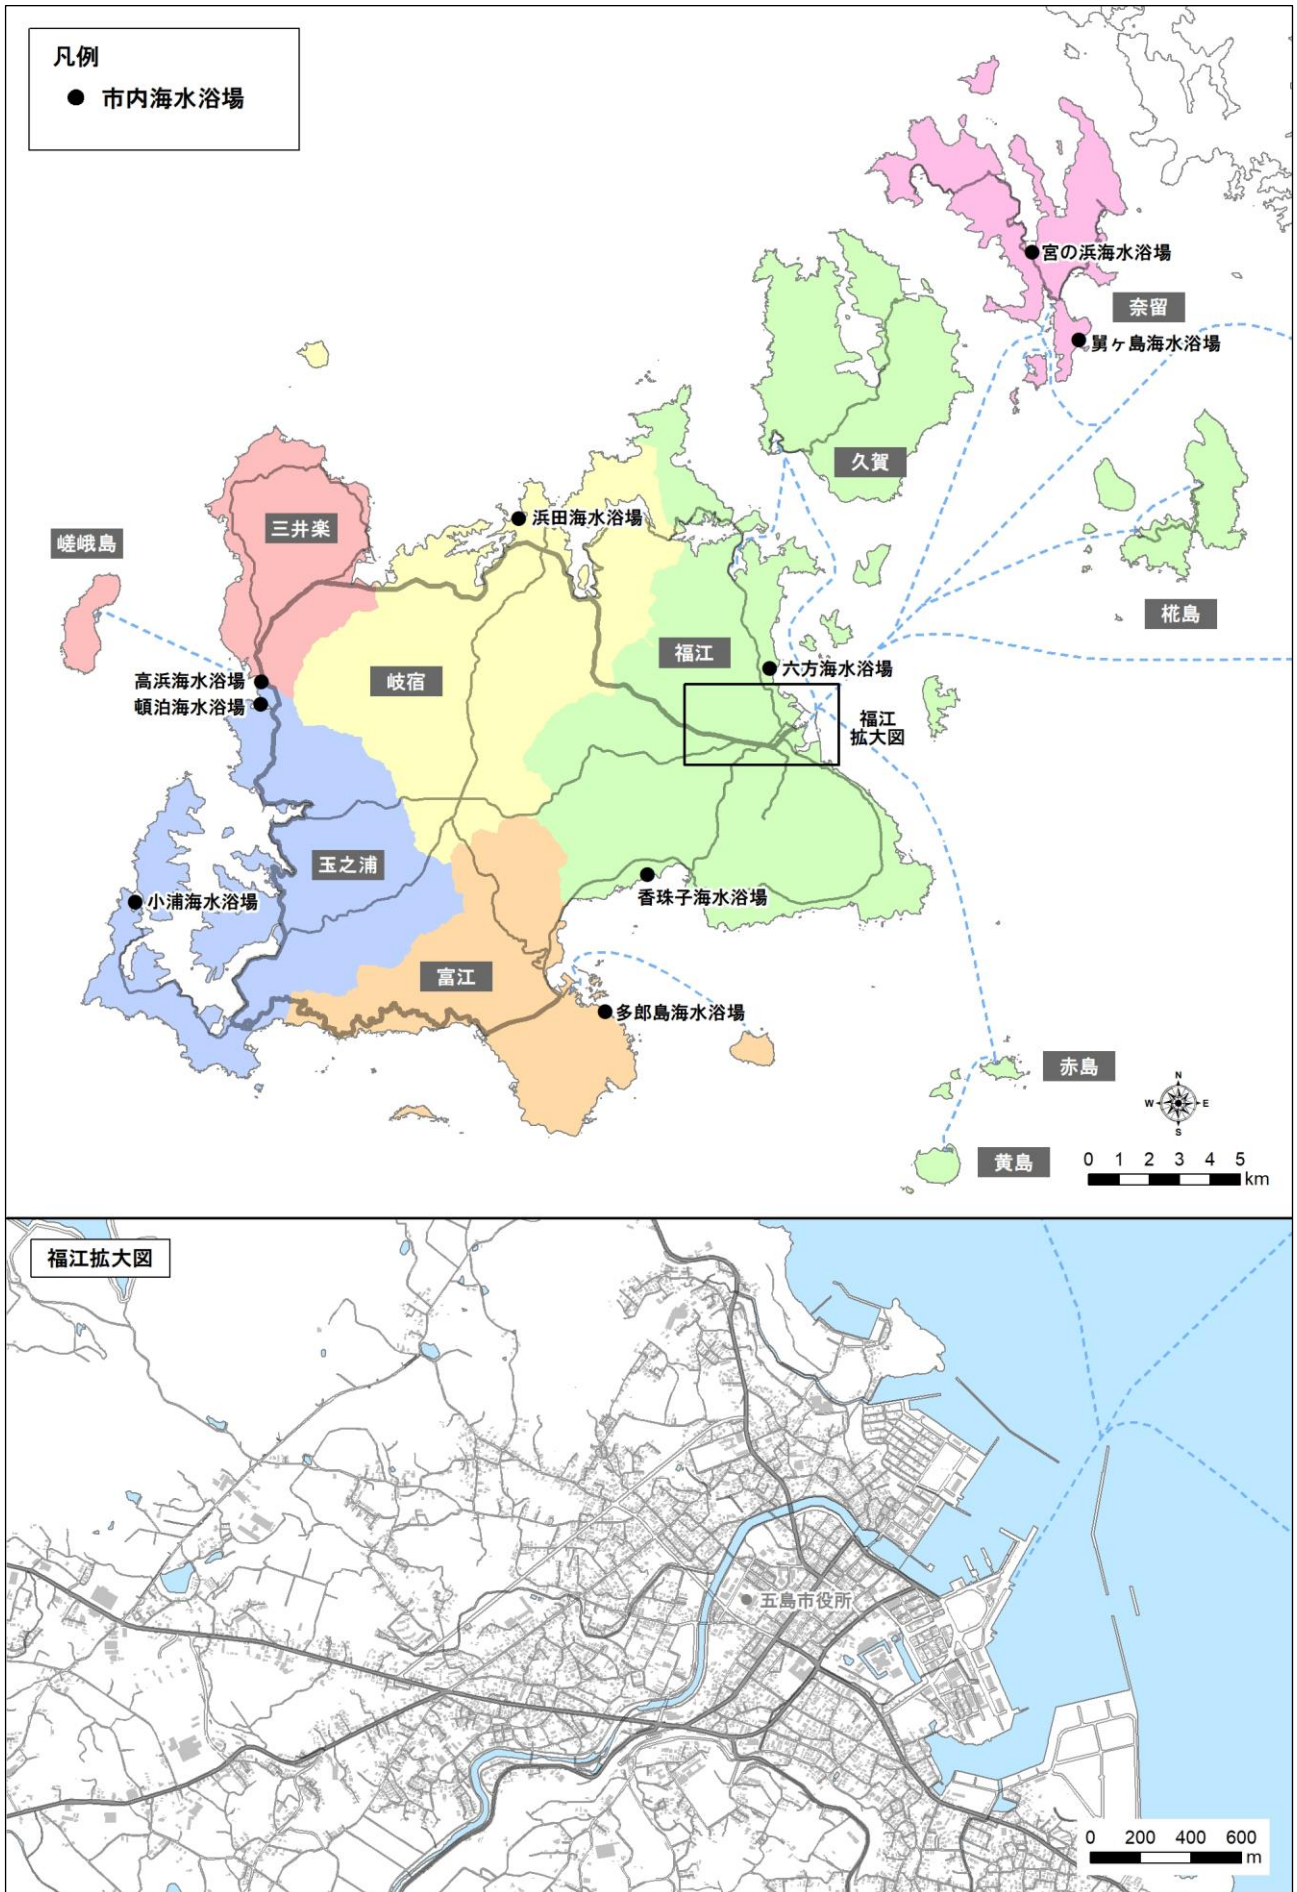 凡例
市内海水浴場
宮の浜海水浴場
奈留
舅ヶ島海水浴場
久賀
浜田海水浴場
三井楽
嵯峨島
椛島
福江
六方海水浴場
岐宿
高浜海水浴場
頓泊海水浴場
福江
拡大図
玉之浦
香珠子海水浴場
小浦海水浴場
富江
多郎島海水浴場
赤島
N
W E
S
黄島
0 1 2 3 4 5
km
福江拡大図
五島市役所
0 200 400 600
m